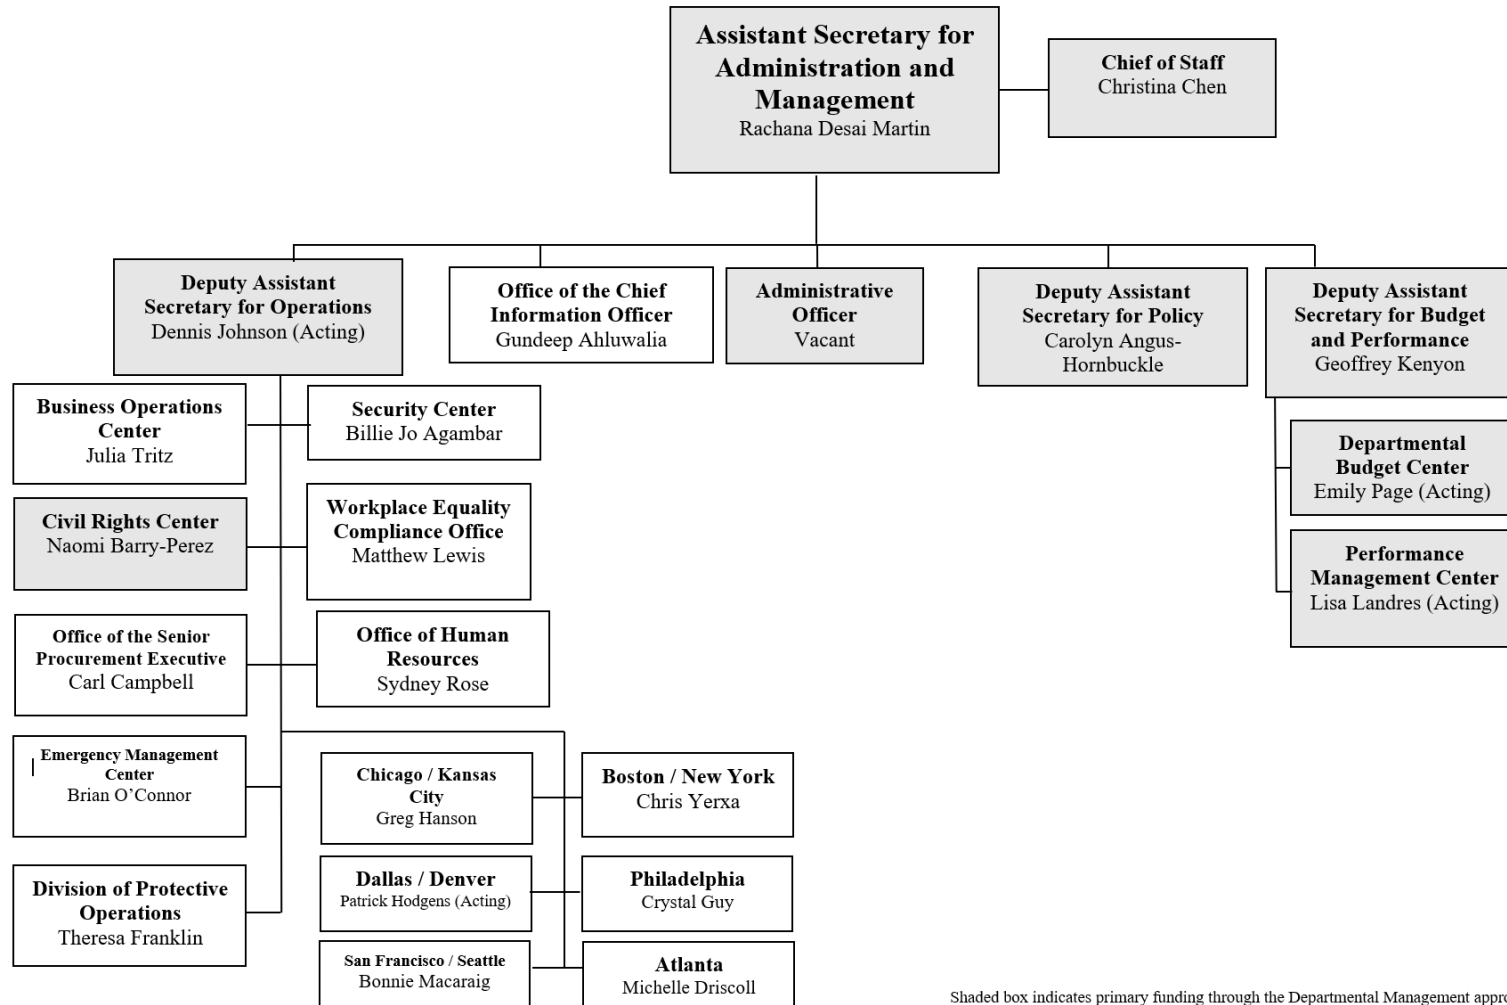 Assistant Secretary for
Administration and
Management
Rachana Desai Martin
Chief of Staff
Christina Chen
Deputy Assistant
Secretary for Operations
Dennis Johnson (Acting)
Office of the Chief
Information Officer
Gundeep Ahluwalia
Administrative
Officer
Vacant
Deputy Assistant
Secretary for Policy
Carolyn Angus-
Hornbuckle
Deputy Assistant
Secretary for Budget
and Performance
Geoffrey Kenyon
Business Operations
Center
Julia Tritz
Security Center
Billie Jo Agambar
Departmental
Budget Center
Emily Page (Acting)
Civil Rights Center
Naomi Barry-Perez
Workplace Equality
Compliance Office
Matthew Lewis
Performance
Management Center
Lisa Landres (Acting)
Office of the Senior
Procurement Executive
Carl Campbell
Office of Human
Resources
Sydney Rose
Emergency Management
Center
Brian O’Connor
Chicago / Kansas
City
Greg Hanson
Boston / New York
Chris Yerxa
Division of Protective
Operations
Theresa Franklin
Dallas / Denver
Patrick Hodgens (Acting)
Philadelphia
Crystal Guy
San Francisco / Seattle
Bonnie Macaraig
Atlanta
Michelle Driscoll
Shaded box indicates primary funding through the Departmental Management